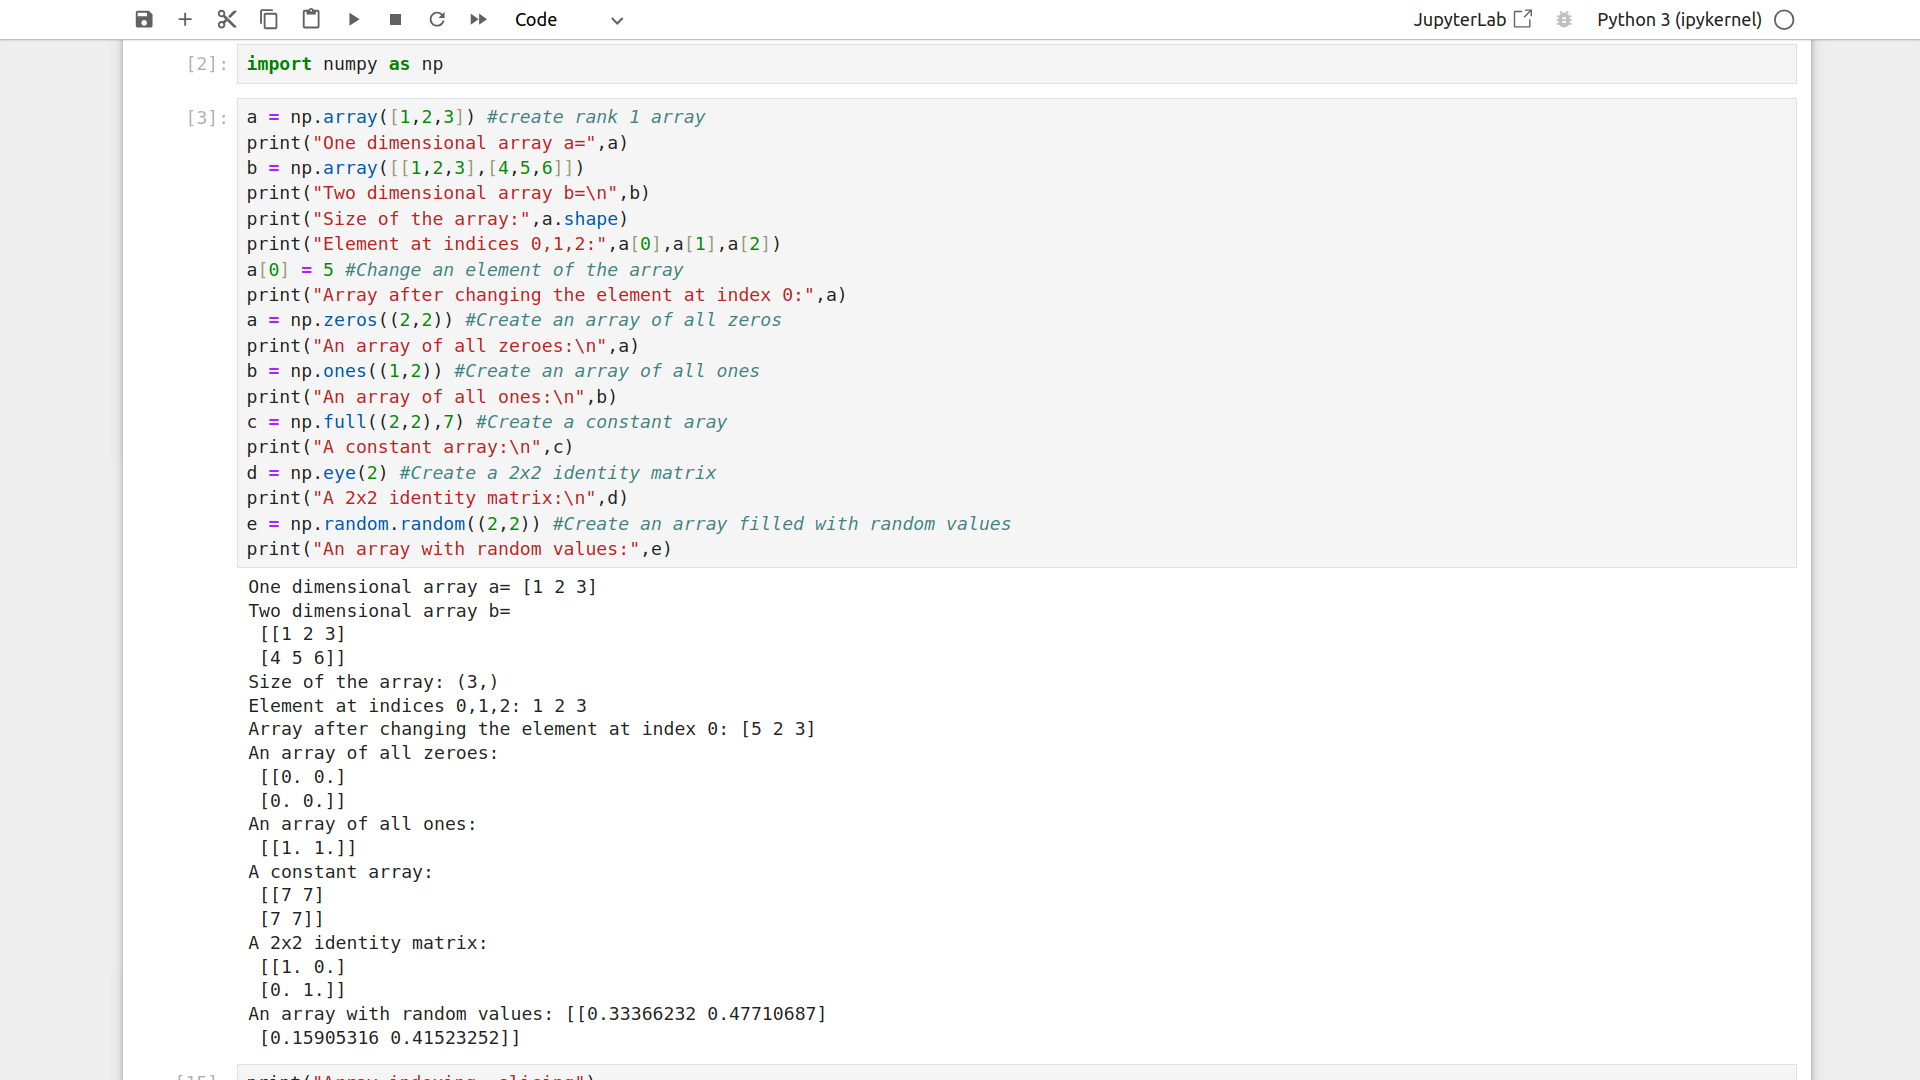 Code
JupyterLab
Python 3 (ipykernel)
[2]:
import numpy as np
[3]:
a = np.array([1,2,3]) #create rank 1 array
print("One dimensional array a=",a)
b = np.array([[1,2,3],[4,5,6]])
print("Two dimensional array b=\n",b)
print("Size of the array:",a.shape)
print("Element at indices 0,1,2:",a[0],a[1],a[2])
a[0] = 5 #Change an element of the array
print("Array after changing the element at index 0:",a)
a = np.zeros((2,2)) #Create an array of all zeros
print("An array of all zeroes:\n",a)
b = np.ones((1,2)) #Create an array of all ones
print("An array of all ones:\n",b)
c = np.full((2,2),7) #Create a constant aray
print("A constant array:\n",c)
d = np.eye(2) #Create a 2x2 identity matrix
print("A 2x2 identity matrix:\n",d)
e = np.random.random((2,2)) #Create an array filled with random values
print("An array with random values:",e)
One dimensional array a= [1 2 3]
Two dimensional array b=
 [[1 2 3]
 [4 5 6]]
Size of the array: (3,)
Element at indices 0,1,2: 1 2 3
Array after changing the element at index 0: [5 2 3]
An array of all zeroes:
 [[0. 0.]
 [0. 0.]]
An array of all ones:
 [[1. 1.]]
A constant array:
 [[7 7]
 [7 7]]
A 2x2 identity matrix:
 [[1. 0.]
 [0. 1.]]
An array with random values: [[0.33366232 0.47710687]
 [0.15905316 0.41523252]]